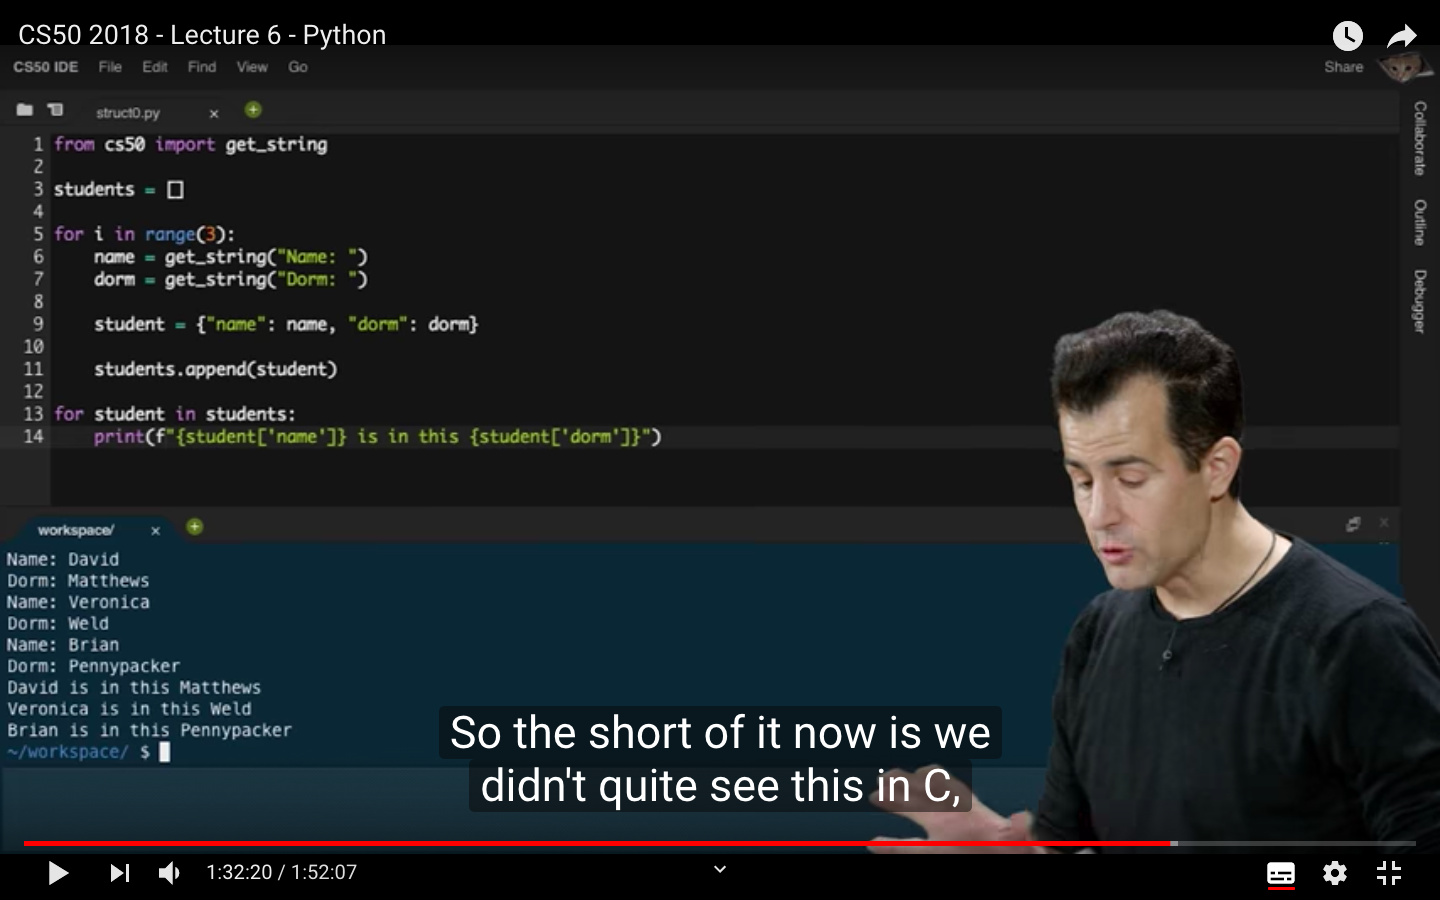 CS50 2018 - Lecture 6 - Python
CS50 IDE File Edit Find View Go
Share
struct0.py
Collaborate
Outline
Debugger
1 from cs50 import get_string
2
3 students = []
4
5 for i in range(3):
6     name = get_string("Name: ")
7     dorm = get_string("Dorm: ")
8
9     student = {"name": name, "dorm": dorm}
10
11     students.append(student)
12
13 for student in students:
14     print(f"{student['name']} is in this {student['dorm']}")
workspace/
Name: David
Dorm: Matthews
Name: Veronica
Dorm: Weld
Name: Brian
Dorm: Pennypacker
David is in this Matthews
Veronica is in this Weld
Brian is in this Pennypacker
~/workspace/ $
So the short of it now is we
didn't quite see this in C,
1:32:20 / 1:52:07